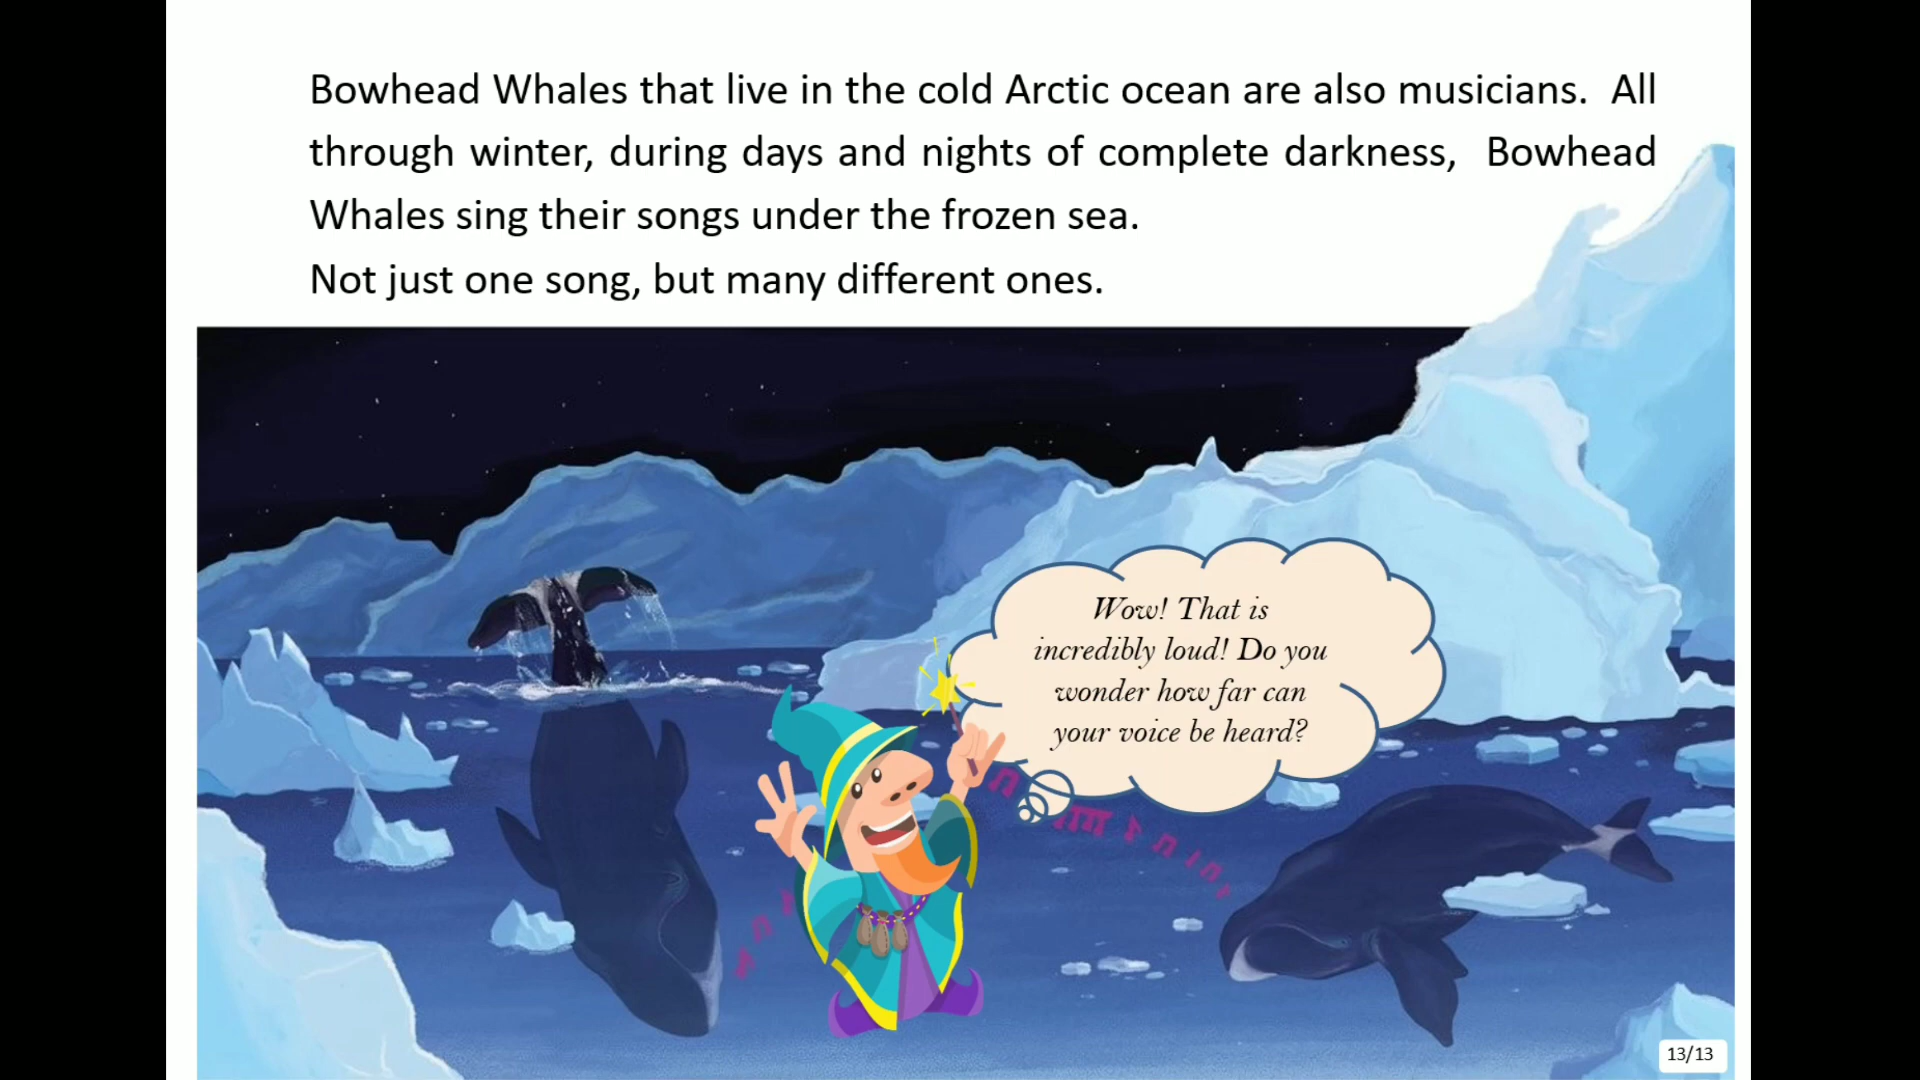 Bowhead Whales that live in the cold Arctic ocean are also musicians.  All
through winter, during days and nights of complete darkness,  Bowhead
Whales sing their songs under the frozen sea.
Not just one song, but many different ones.
Wow! That is
incredibly loud! Do you
wonder how far can
your voice be heard?
13/13